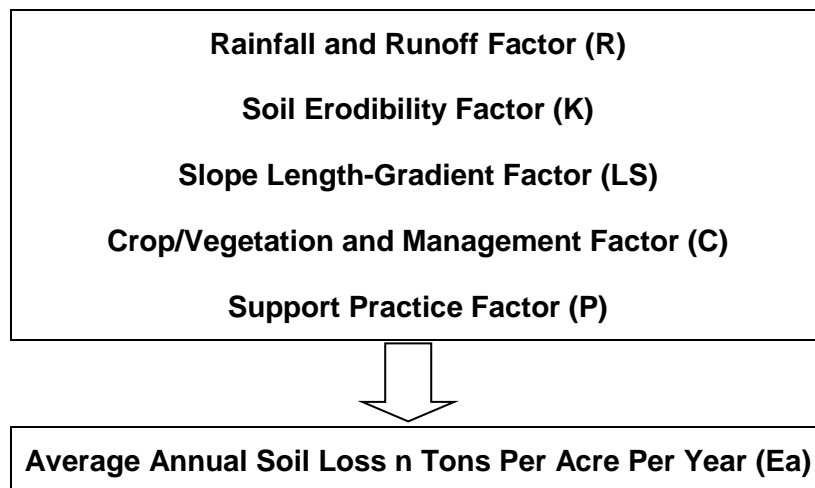 Rainfall and Runoff Factor (R)
Soil Erodibility Factor (K)
Slope Length-Gradient Factor (LS)
Crop/Vegetation and Management Factor (C)
Support Practice Factor (P)
Average Annual Soil Loss n Tons Per Acre Per Year (Ea)